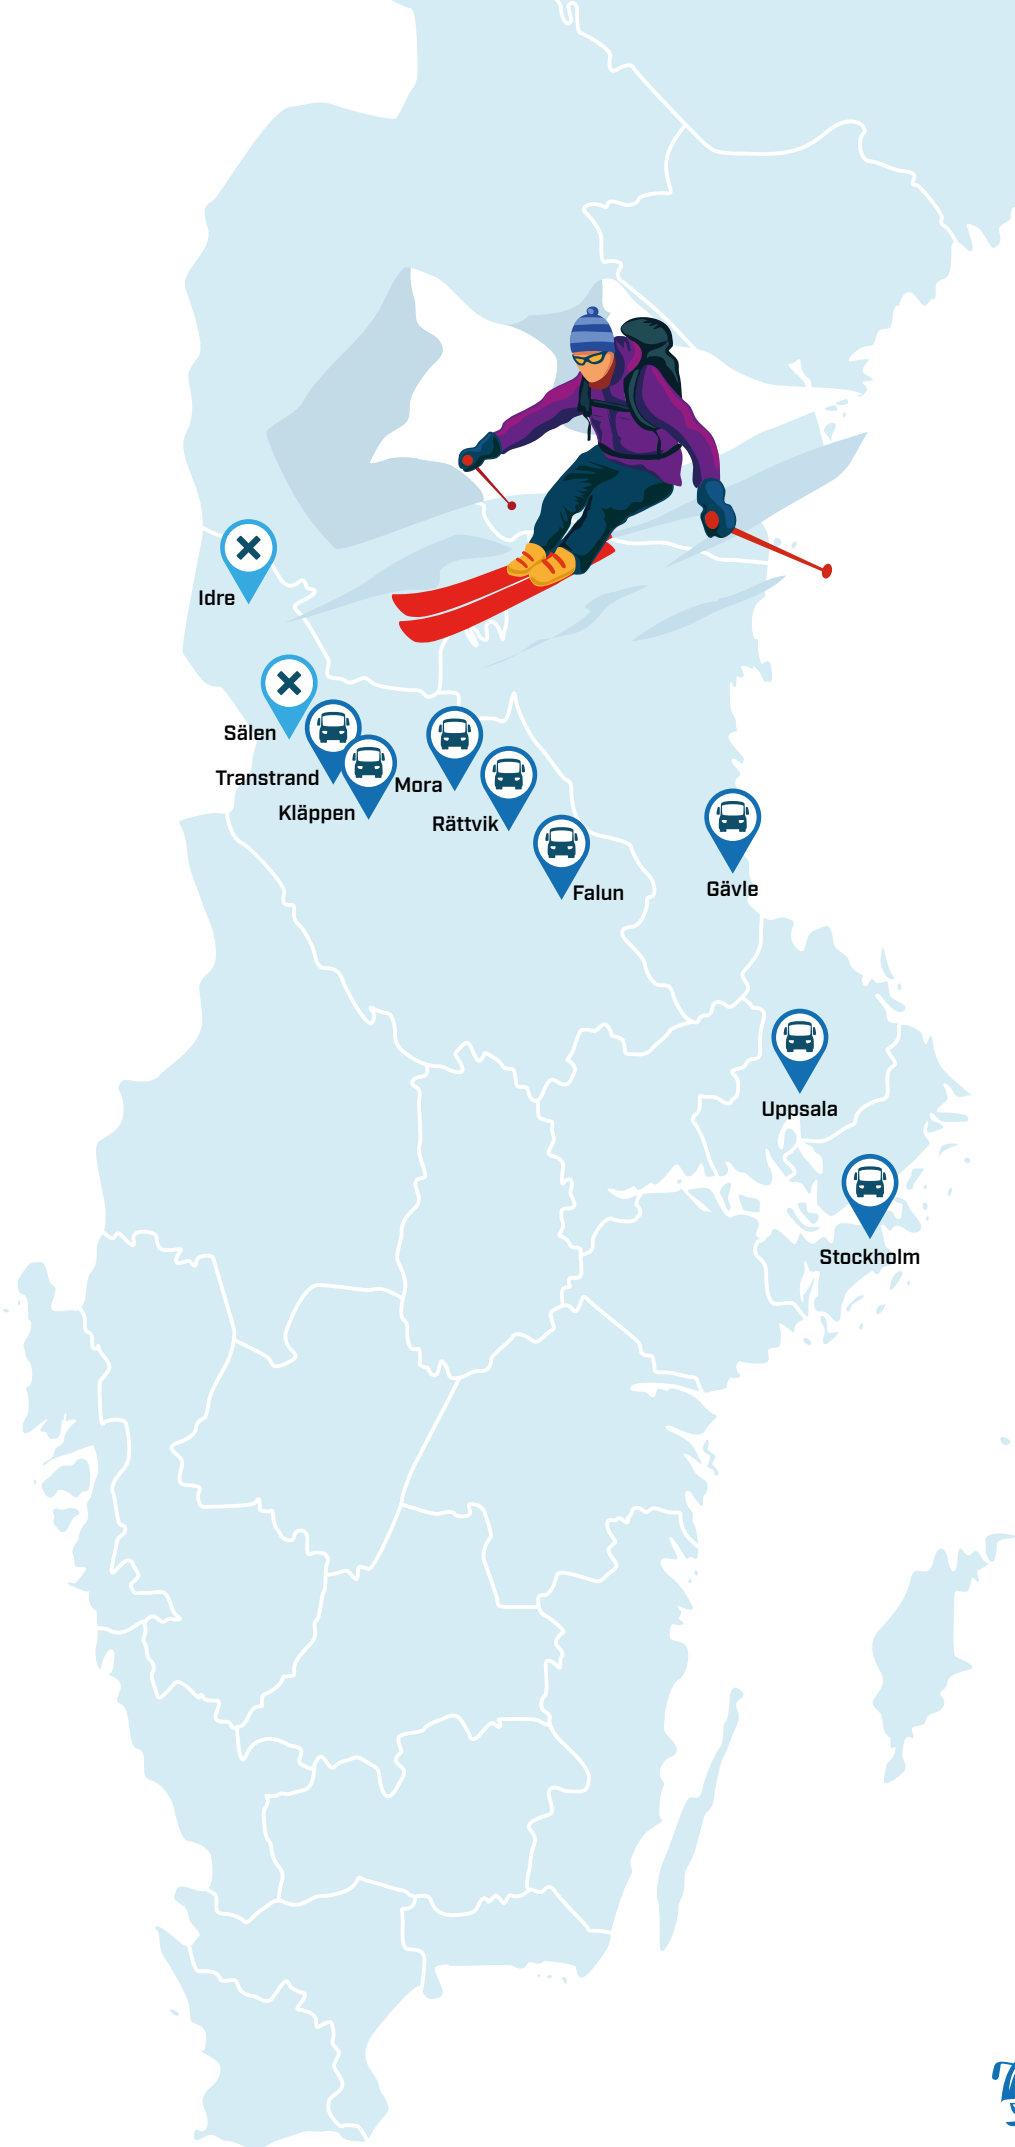 Idre
Sälen
Transtrand
Kläppen
Mora
Rättvik
Falun
Gävle
Uppsala
Stockholm